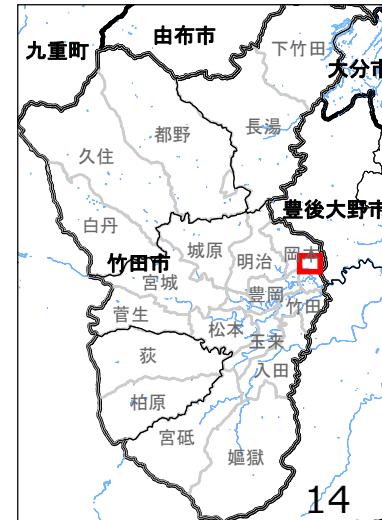 九重町
由布市
下竹田
大分市
都野
長湯
久住
白丹
豊後大野市
城原
明治
岡本
竹田市
宮城
豊岡
竹田
菅生
松本
玉来
荻
入田
柏原
宮砥
嫗獄
14